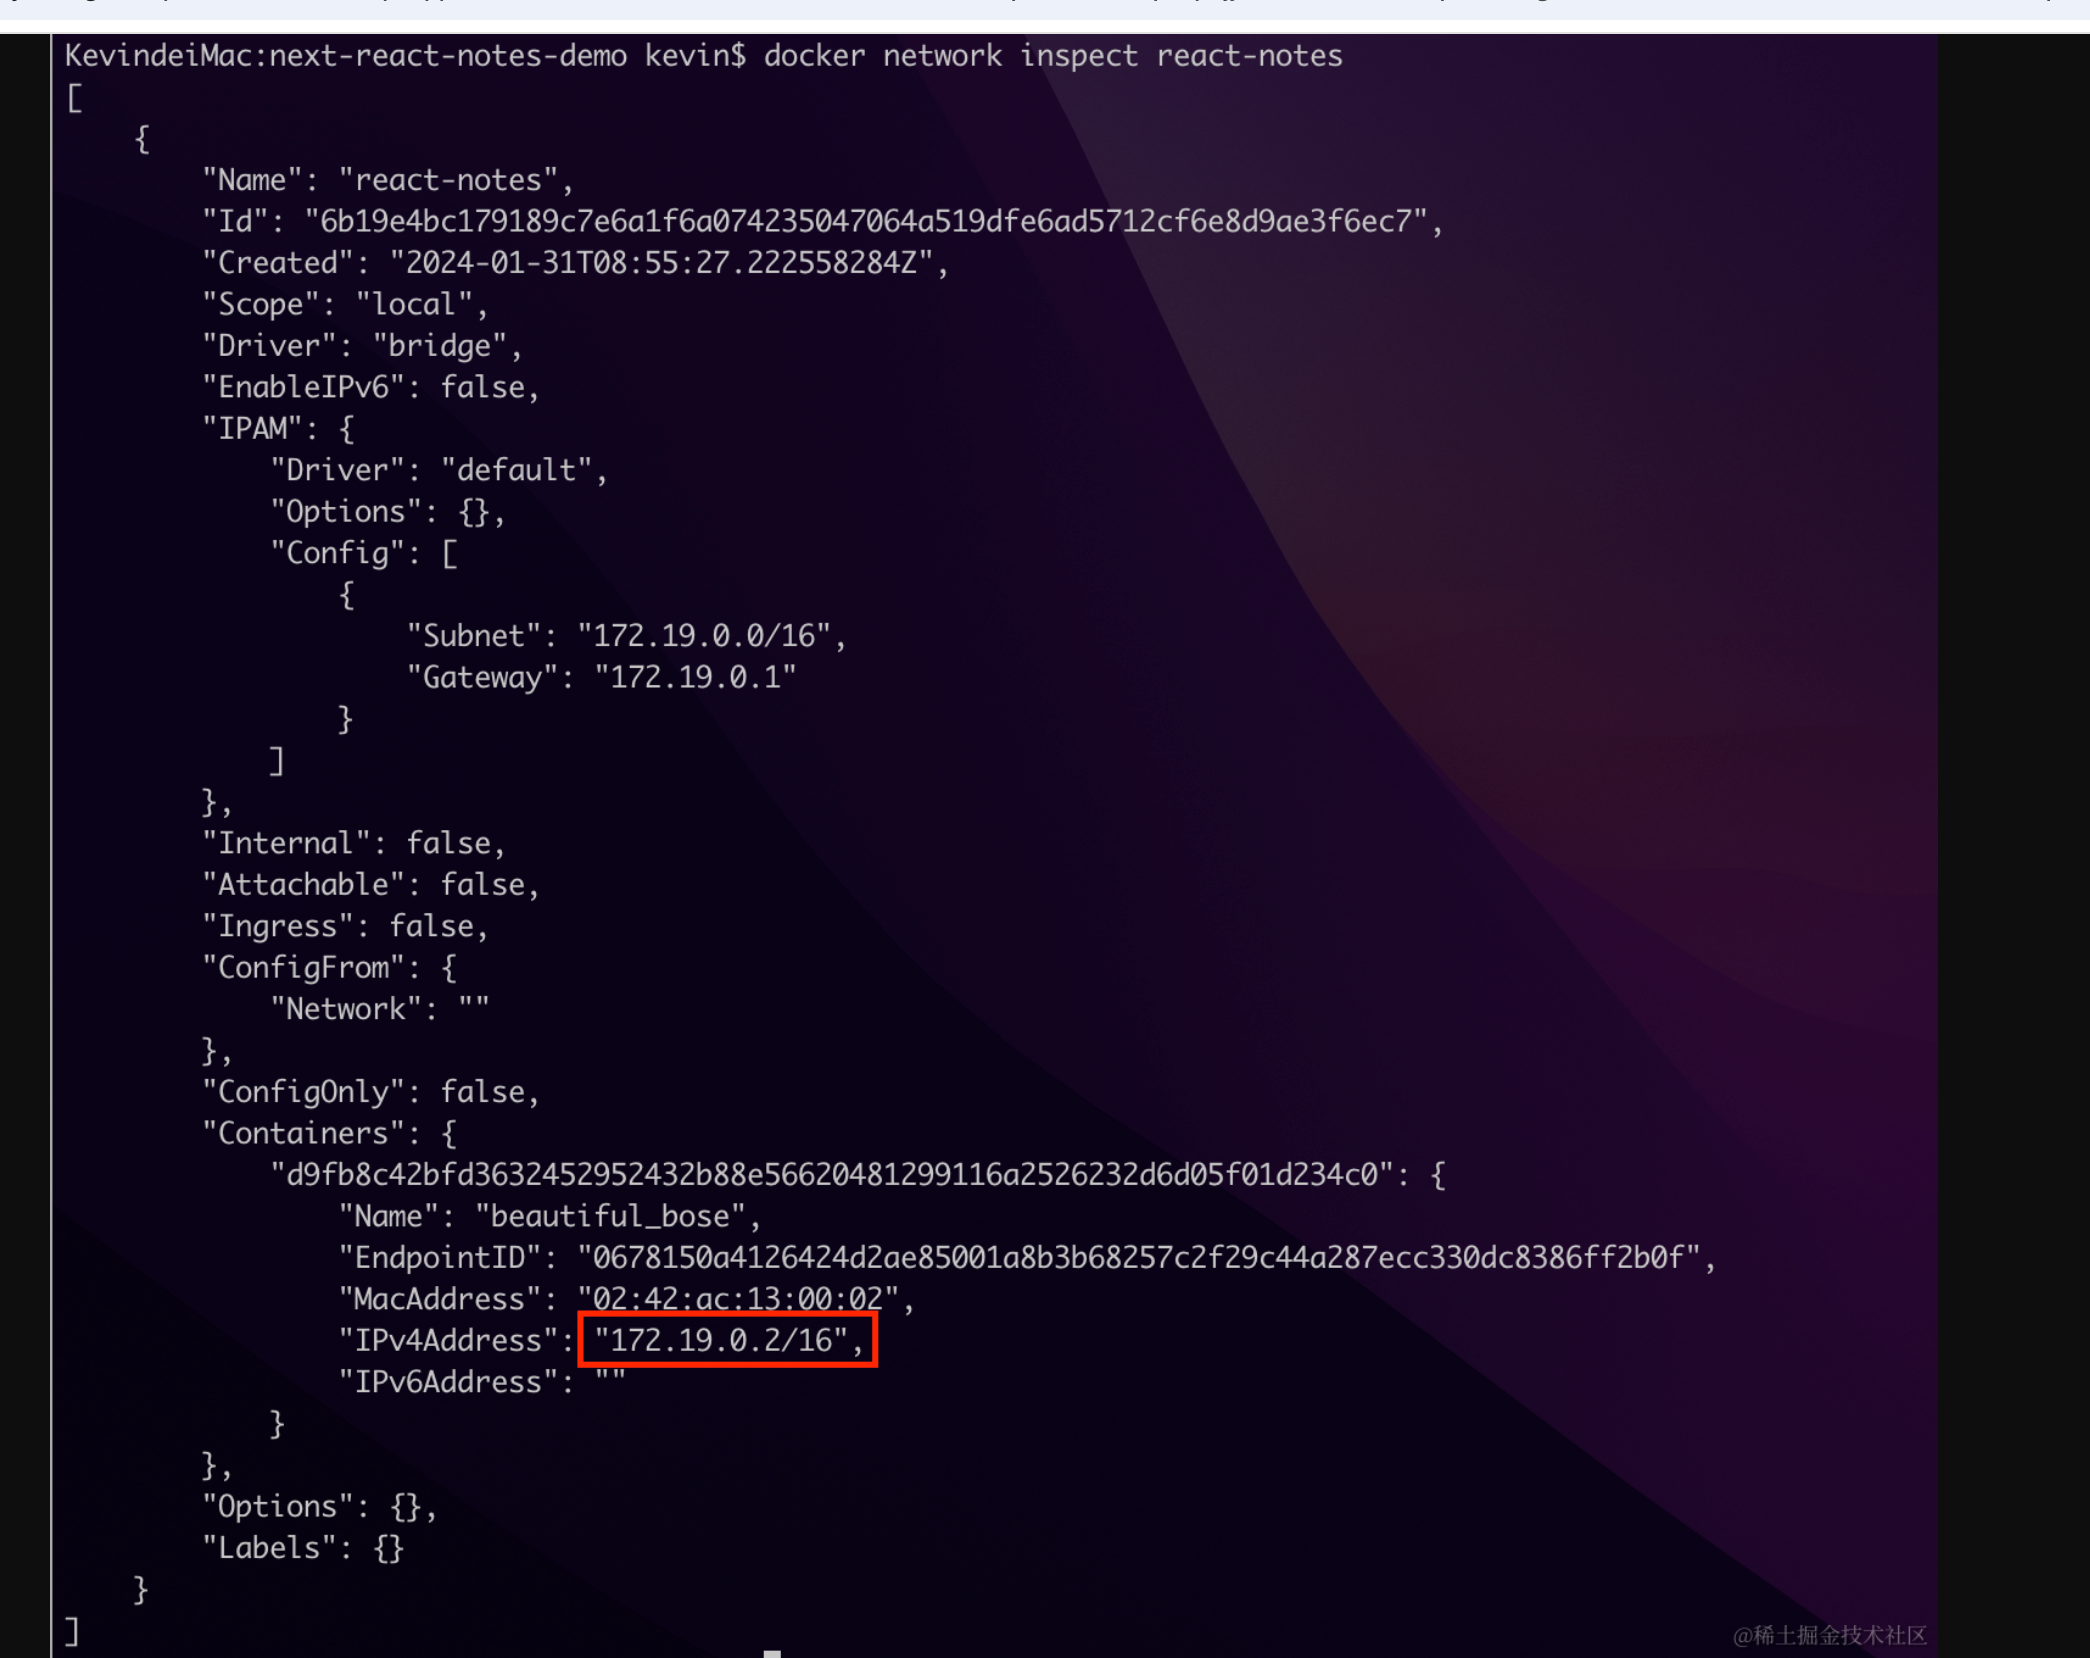 KevindeiMac:next-react-notes-demo kevin$ docker network inspect react-notes
[
    {
        "Name": "react-notes",
        "Id": "6b19e4bc179189c7e6a1f6a074235047064a519dfe6ad5712cf6e8d9ae3f6ec7",
        "Created": "2024-01-31T08:55:27.222558284Z",
        "Scope": "local",
        "Driver": "bridge",
        "EnableIPv6": false,
        "IPAM": {
            "Driver": "default",
            "Options": {},
            "Config": [
                {
                    "Subnet": "172.19.0.0/16",
                    "Gateway": "172.19.0.1"
                }
            ]
        },
        "Internal": false,
        "Attachable": false,
        "Ingress": false,
        "ConfigFrom": {
            "Network": ""
        },
        "ConfigOnly": false,
        "Containers": {
            "d9fb8c42bfd3632452952432b88e56620481299116a2526232d6d05f01d234c0": {
                "Name": "beautiful_bose",
                "EndpointID": "0678150a4126424d2ae85001a8b3b68257c2f29c44a287ecc330dc8386ff2b0f",
                "MacAddress": "02:42:ac:13:00:02",
                "IPv4Address": "172.19.0.2/16",
                "IPv6Address": ""
            }
        },
        "Options": {},
        "Labels": {}
    }
]
@稀土掘金技术社区